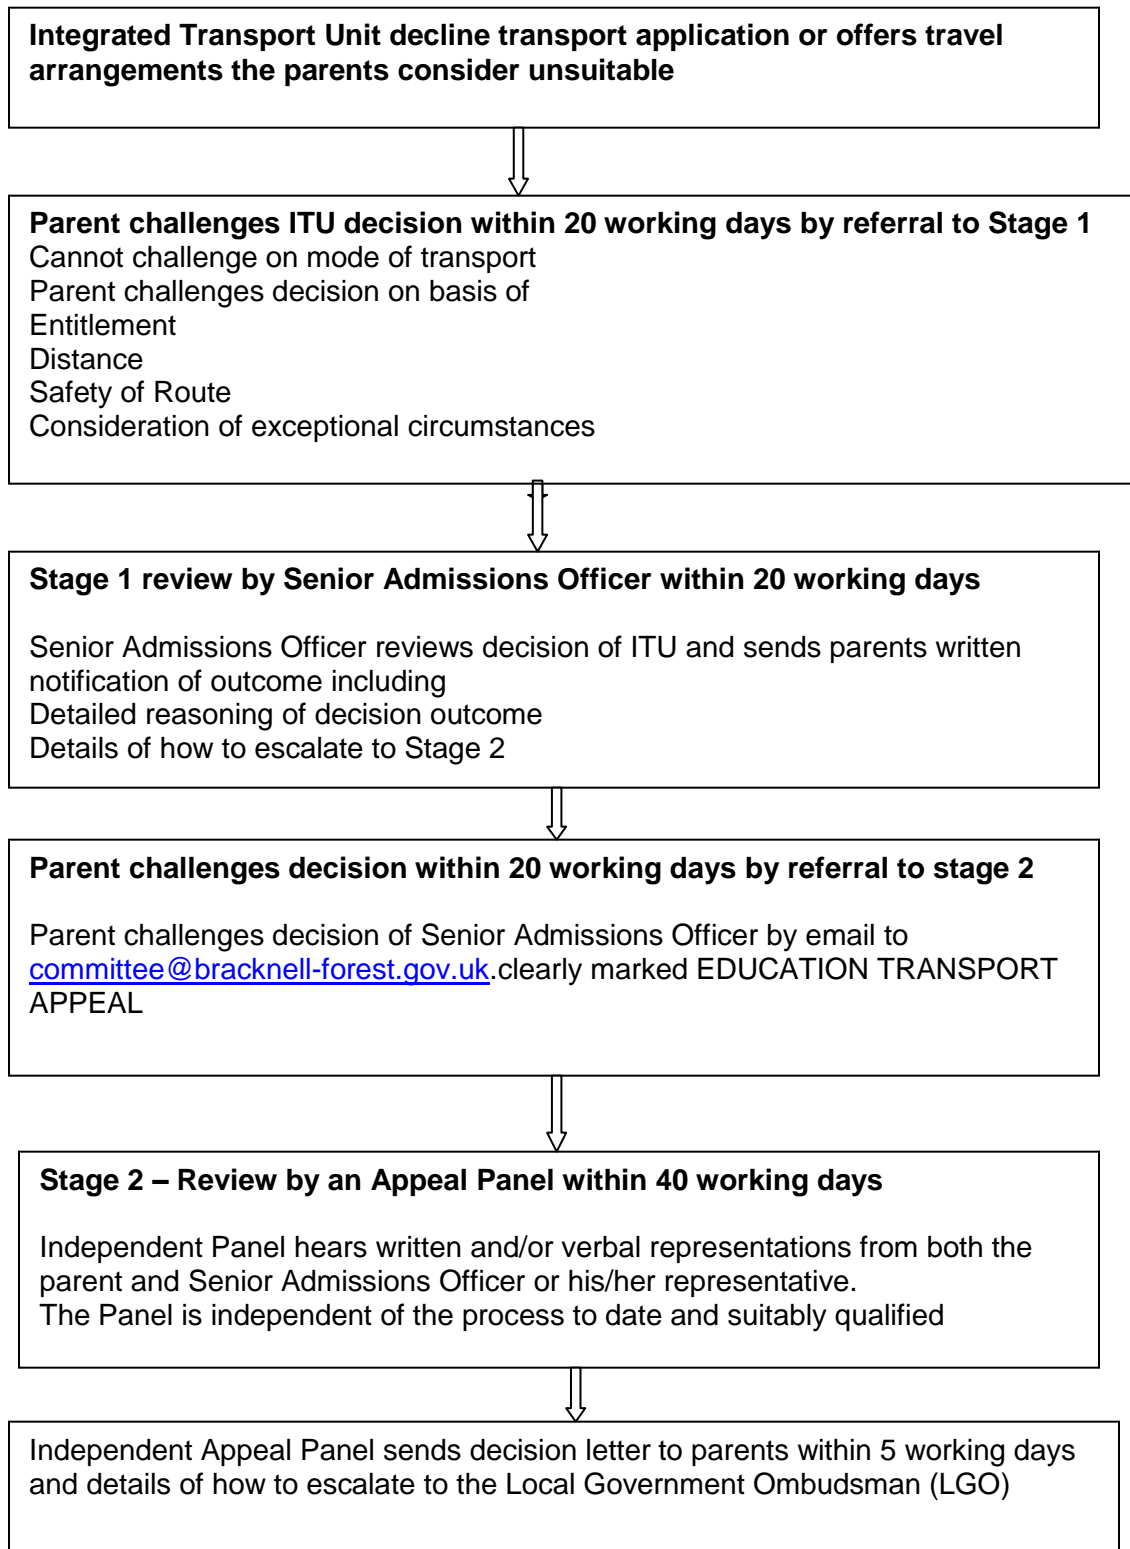 Integrated Transport Unit decline transport application or offers travel
arrangements the parents consider unsuitable
Parent challenges ITU decision within 20 working days by referral to Stage 1
Cannot challenge on mode of transport
Parent challenges decision on basis of
Entitlement
Distance
Safety of Route
Consideration of exceptional circumstances
Stage 1 review by Senior Admissions Officer within 20 working days
Senior Admissions Officer reviews decision of ITU and sends parents written
notification of outcome including
Detailed reasoning of decision outcome
Details of how to escalate to Stage 2
Parent challenges decision within 20 working days by referral to stage 2
Parent challenges decision of Senior Admissions Officer by email to
committee@bracknell-forest.gov.uk.clearly marked EDUCATION TRANSPORT
APPEAL
Stage 2 – Review by an Appeal Panel within 40 working days
Independent Panel hears written and/or verbal representations from both the
parent and Senior Admissions Officer or his/her representative.
The Panel is independent of the process to date and suitably qualified
Independent Appeal Panel sends decision letter to parents within 5 working days
and details of how to escalate to the Local Government Ombudsman (LGO)